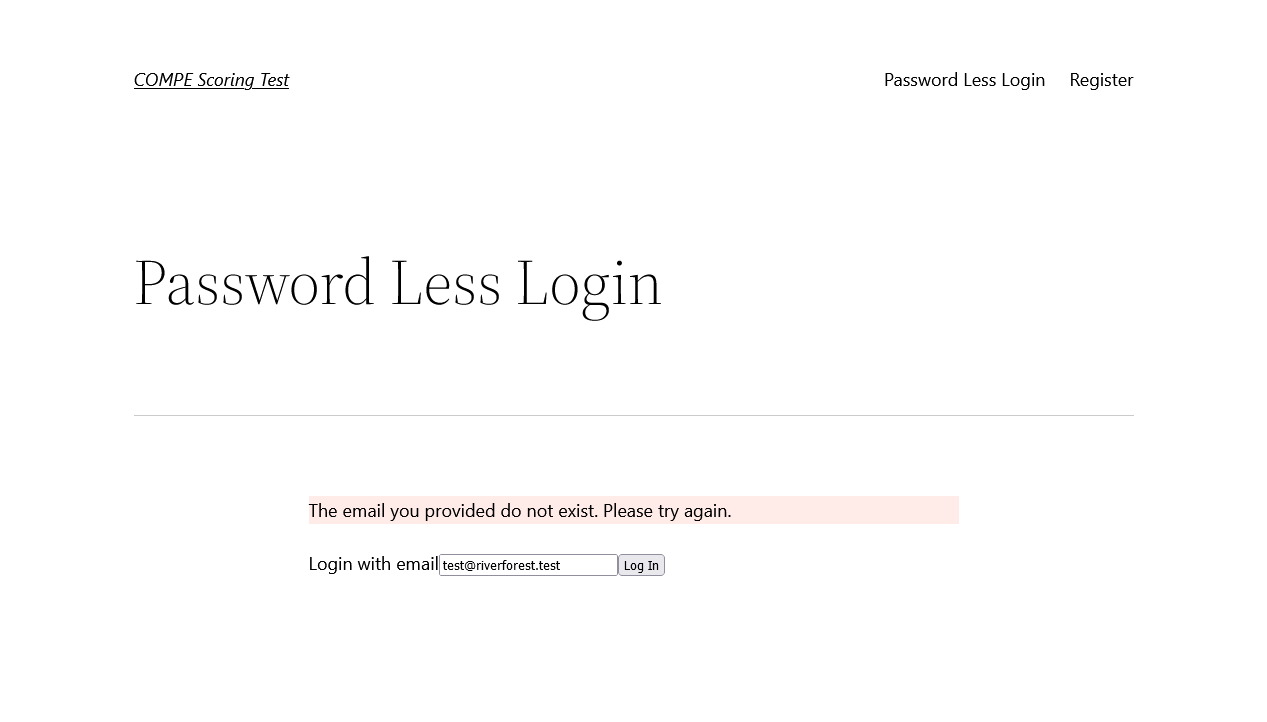 COMPE Scoring Test
Password Less Login Register
Password Less Login
The email you provided do not exist. Please try again.
Login with email test@riverforest.test Log In